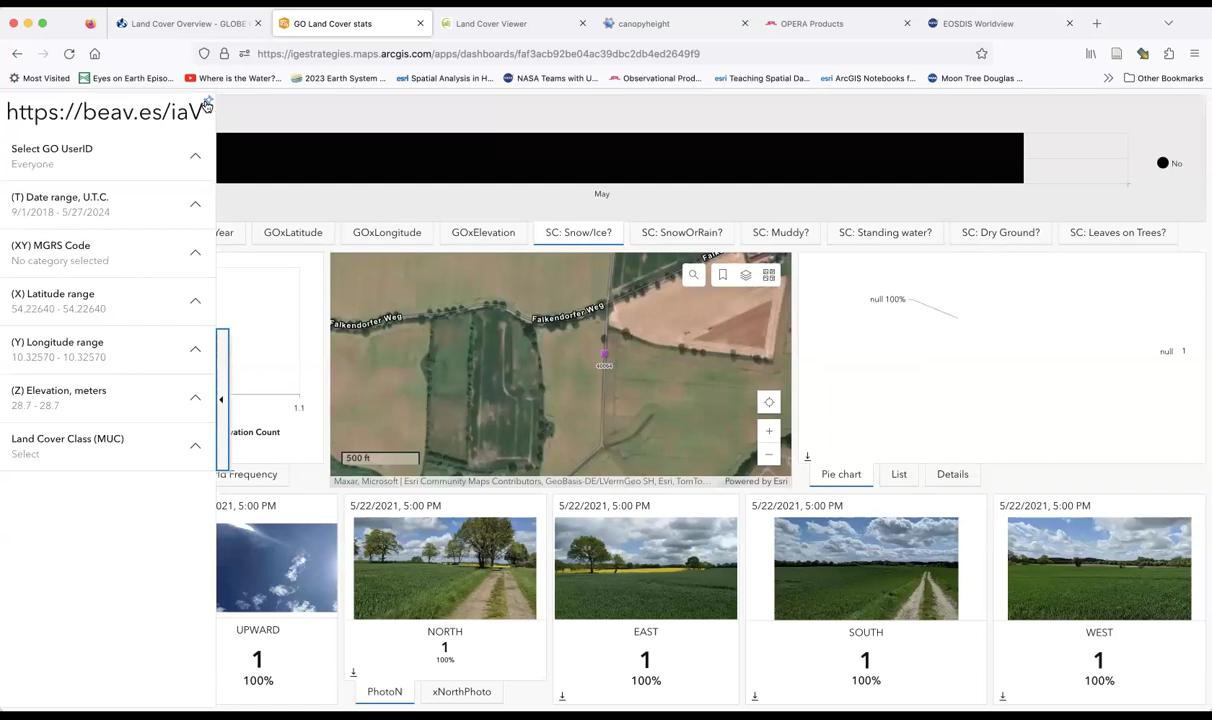 Land Cover Overview - GLOBE
GO Land Cover stats
Land Cover Viewer
canopyheight
OPERA Products
EOSDIS Worldview
https://igestrategies.maps.arcgis.com/apps/dashboards/faf3acb92be04ac39dbc2db4ed2649f9
Most Visited
Eyes on Earth Episo...
Where is the Water?...
2023 Earth System ...
esri Spatial Analysis in H...
NASA Teams with U...
Observational Prod...
esri Teaching Spatial Da...
esri ArcGIS Notebooks f...
Moon Tree Douglas ...
Other Bookmarks
https://beav.es/iaV
Select GO UserID
Everyone
(T) Date range, U.T.C.
9/1/2018 - 5/27/2024
(XY) MGRS Code
No category selected
(X) Latitude range
54.22640 - 54.22640
(Y) Longitude range
10.32570 - 10.32570
(Z) Elevation, meters
28.7 - 28.7
Land Cover Class (MUC)
Select
No
May
Year
GOxLatitude
GOxLongitude
GOxElevation
SC: Snow/Ice?
SC: SnowOrRain?
SC: Muddy?
SC: Standing water?
SC: Dry Ground?
SC: Leaves on Trees?
1.1
vation Count
d Frequency
Falkendorfer Weg
Falkendorfer Weg
40064
500 ft
Maxar, Microsoft | Esri Community Maps Contributors, GeoBasis-DE/LVermGeo SH, Esri, TomTo...
Powered by Esri
null 100%
null 1
Pie chart
List
Details
021, 5:00 PM
UPWARD
1
100%
5/22/2021, 5:00 PM
NORTH
1
100%
PhotoN
xNorthPhoto
5/22/2021, 5:00 PM
EAST
1
100%
5/22/2021, 5:00 PM
SOUTH
1
100%
5/22/2021, 5:00 PM
WEST
1
100%